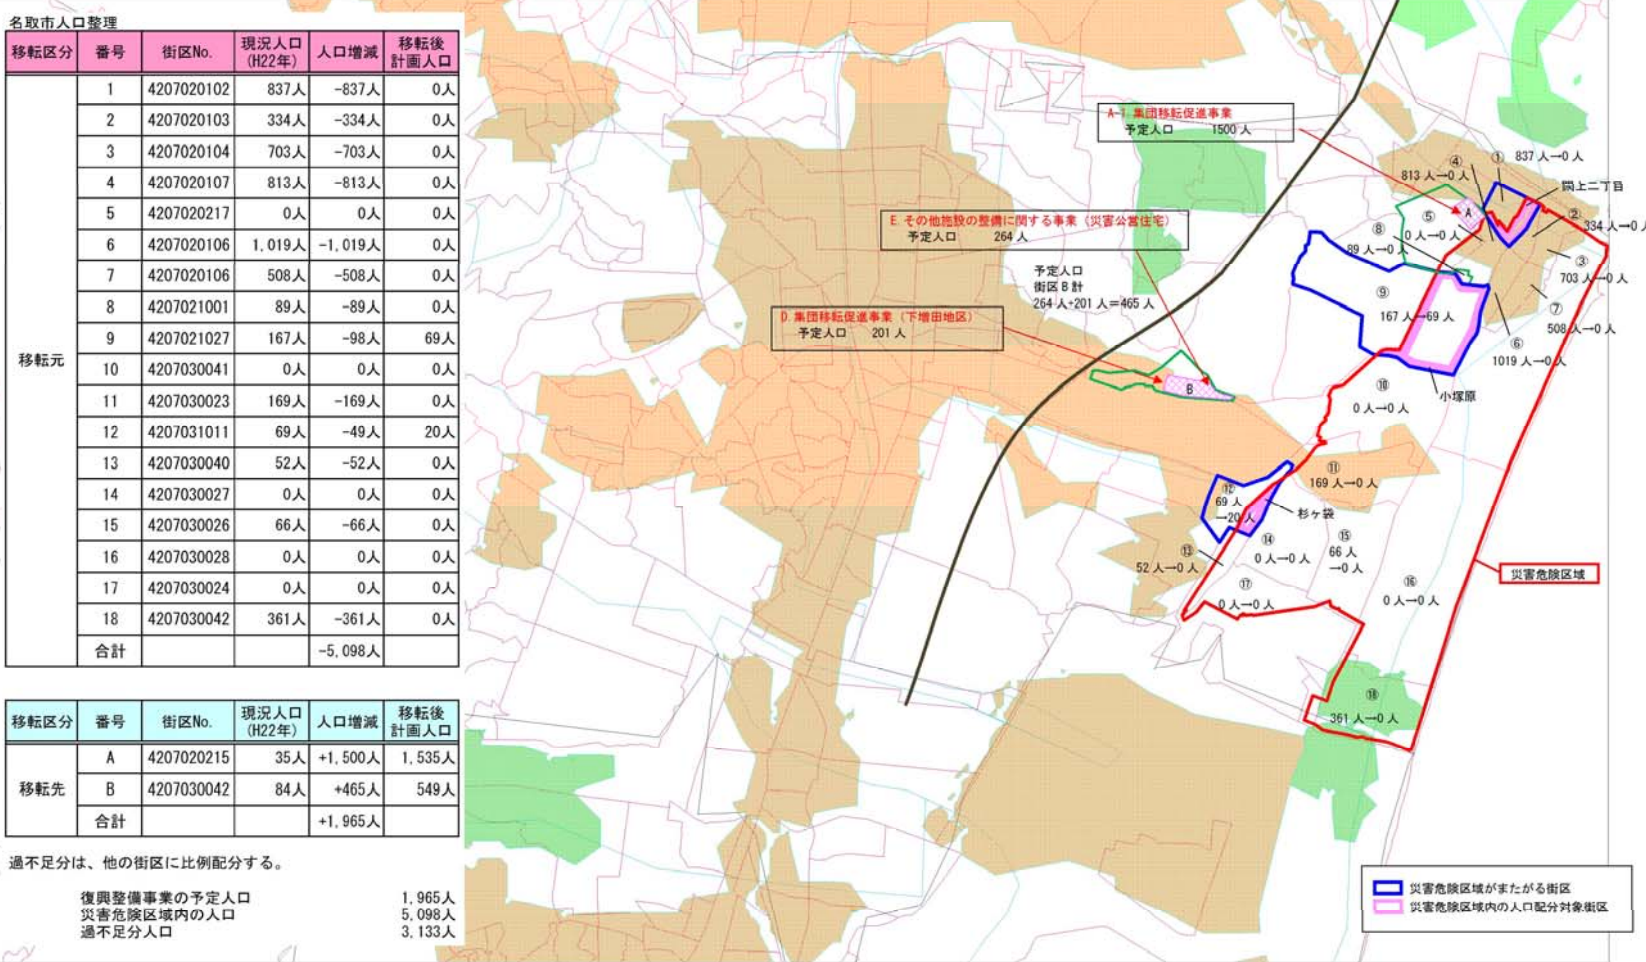 名取市人口整理
移転区分 番号 街区No. 現況人口(H22年) 人口増減 移転後計画人口
移転元
1 4207020102 837人 -837人 0人
2 4207020103 334人 -334人 0人
3 4207020104 703人 -703人 0人
4 4207020107 813人 -813人 0人
5 4207020217 0人 0人 0人
6 4207020106 1,019人 -1,019人 0人
7 4207020106 508人 -508人 0人
8 4207021001 89人 -89人 0人
9 4207021027 167人 -98人 69人
10 4207030041 0人 0人 0人
11 4207030023 169人 -169人 0人
12 4207031011 69人 -49人 20人
13 4207030040 52人 -52人 0人
14 4207030027 0人 0人 0人
15 4207030026 66人 -66人 0人
16 4207030028 0人 0人 0人
17 4207030024 0人 0人 0人
18 4207030042 361人 -361人 0人
合計 -5,098人
移転区分 番号 街区No. 現況人口(H22年) 人口増減 移転後計画人口
移転先
A 4207020215 35人 +1,500人 1,535人
B 4207030042 84人 +465人 549人
合計 +1,965人
過不足分は、他の街区に比例配分する。
復興整備事業の予定人口 1,965人
災害危険区域内の人口 5,098人
過不足分人口 3,133人
A-1 集団移転促進事業
予定人口 1500人
E. その他施設の整備に関する事業(災害公営住宅)
予定人口 264人
予定人口
街区B計
264人+201人=465人
D. 集団移転促進事業(下増田地区)
予定人口 201人
① 837人→0人
④
813人→0人
閖上二丁目
A
②
334人→0人
⑤
0人→0人
⑧
89人→0人
③
703人→0人
⑨
167人→69人
⑦
508人→0人
⑥
1019人→0人
小塚原
B
⑩
0人→0人
⑪
169人→0人
⑫
69人
→20人
杉ケ袋
⑬
52人→0人
⑭
0人→0人
⑮
66人
→0人
⑯
0人→0人
⑰
0人→0人
災害危険区域
⑱
361人→0人
災害危険区域がまたがる街区
災害危険区域内の人口配分対象街区